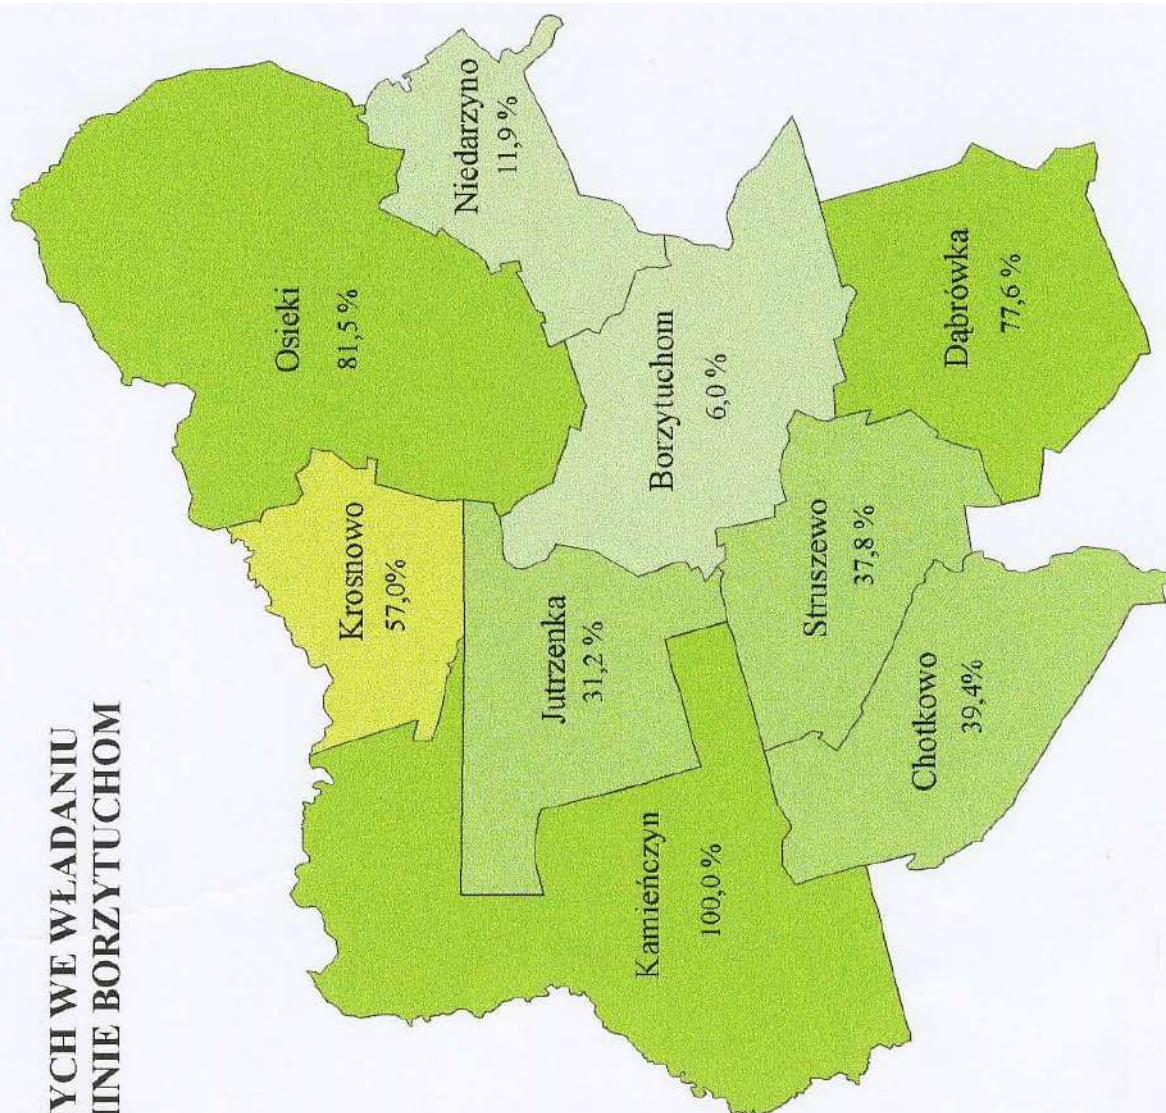 YCH WE WŁADANIU
MINIE BORZYTUCHOM
Osieki
81,5 %
Krosnowo
57,0%
Niedarzyno
11,9 %
Jutrzenka
31,2 %
Kamieńczyn
100,0 %
Borzytuchom
6,0 %
Struszewo
37,8 %
Chotkowo
39,4%
Dąbrówka
77,6 %